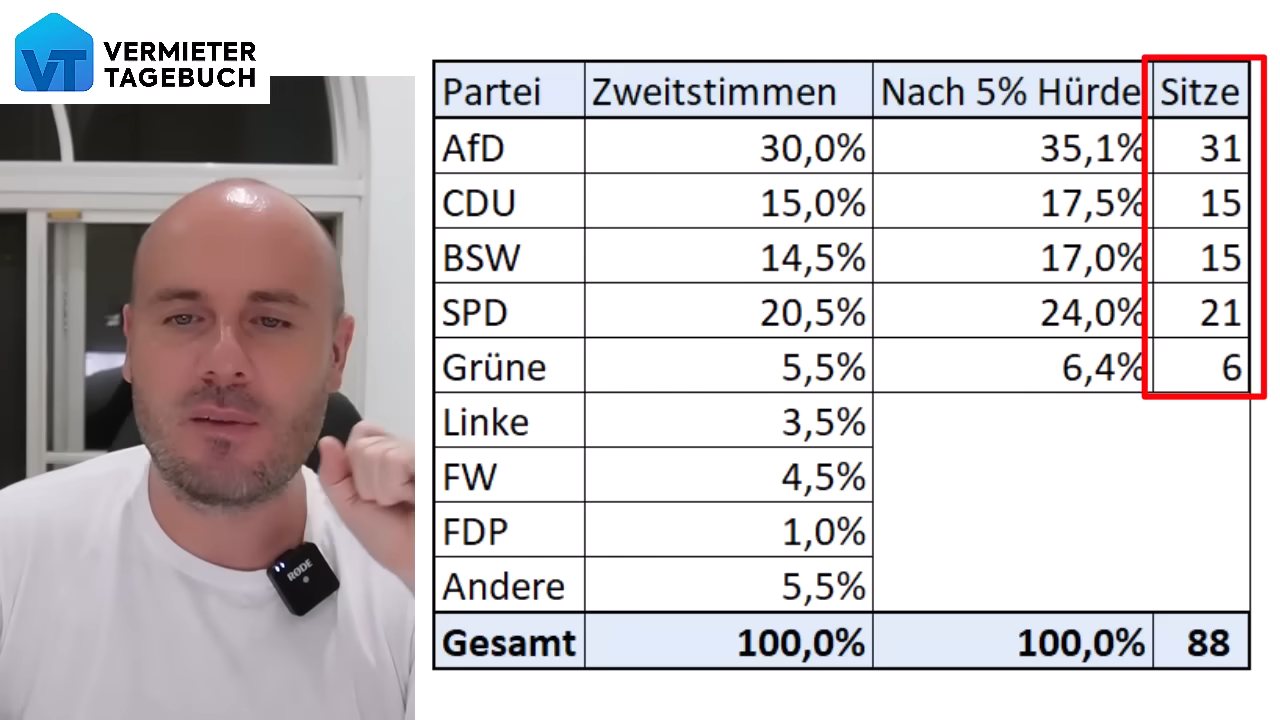 VT VERMIETER
TAGEBUCH
Partei Zweitstimmen Nach 5% Hürde Sitze
AfD 30,0% 35,1% 31
CDU 15,0% 17,5% 15
BSW 14,5% 17,0% 15
SPD 20,5% 24,0% 21
Grüne 5,5% 6,4% 6
Linke 3,5%
FW 4,5%
FDP 1,0%
Andere 5,5%
Gesamt 100,0% 100,0% 88
RØDE